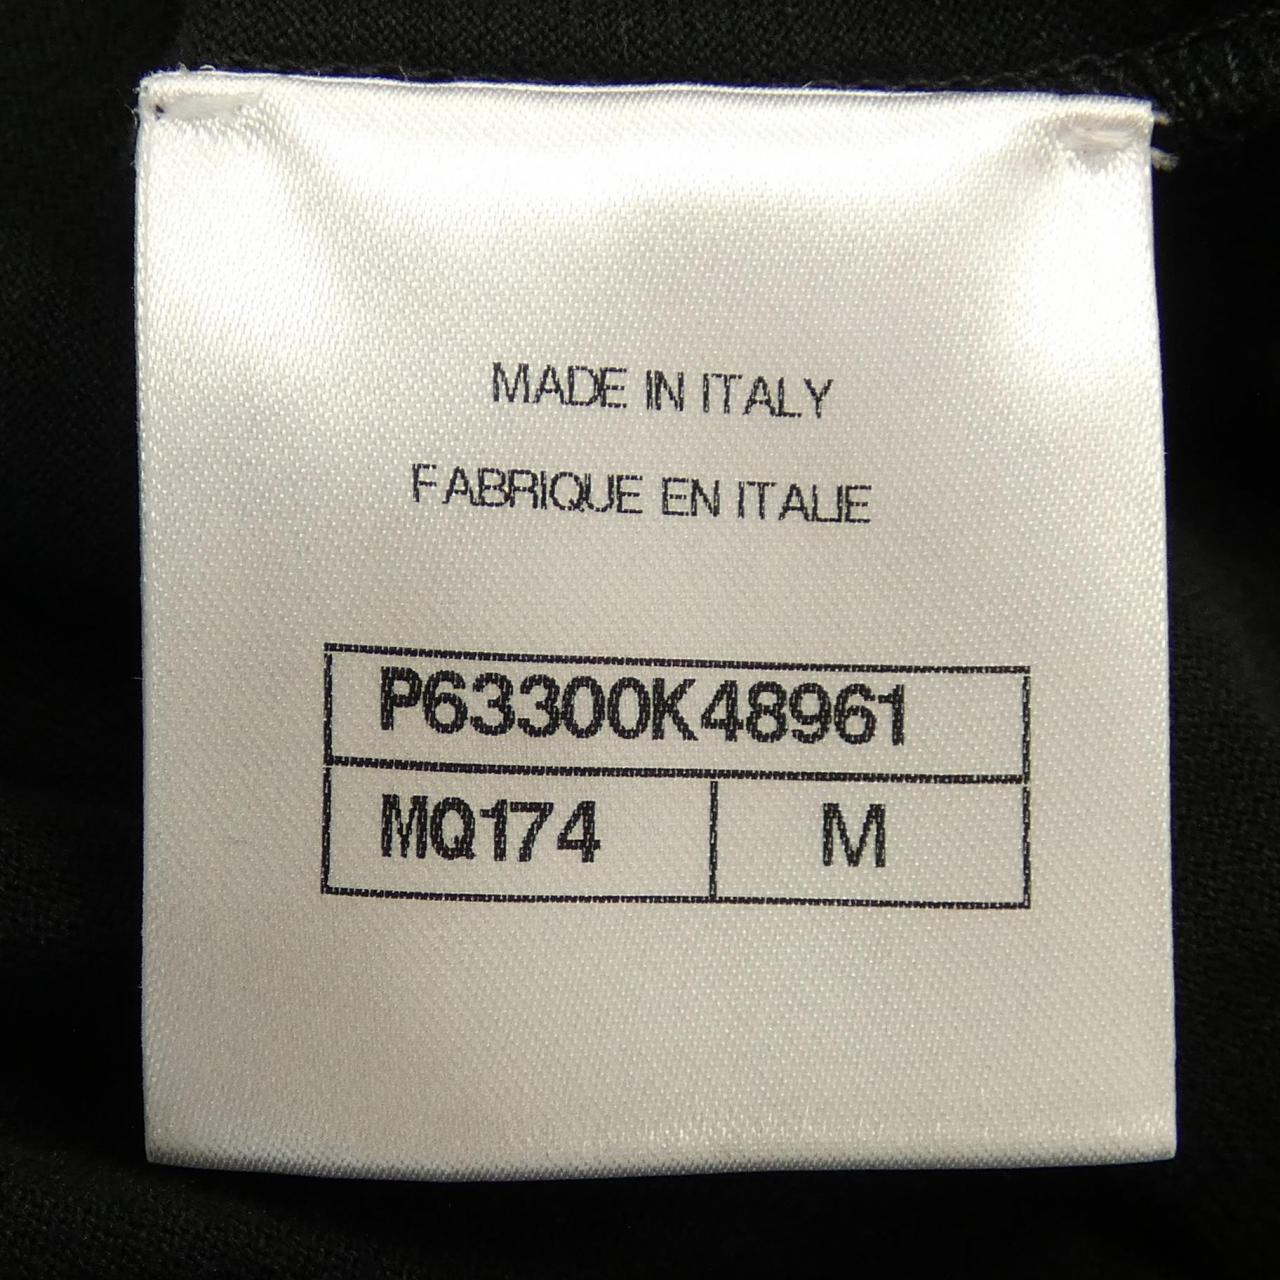 MADE IN ITALY
FABRIQUE EN ITALIE
P63300K48961
MQ174 M